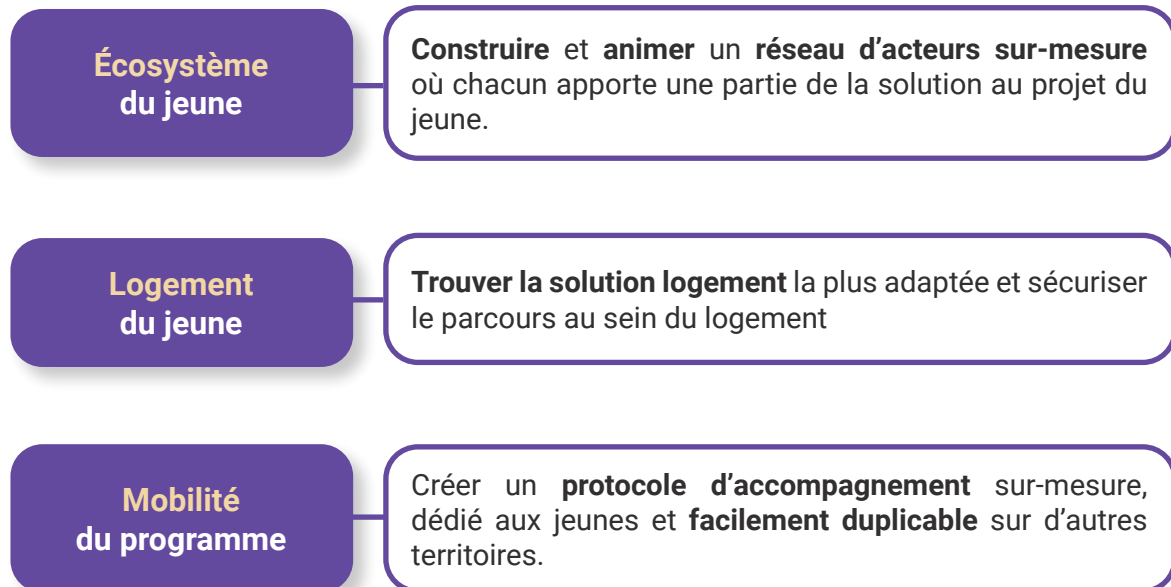 Écosystème
du jeune
Construire et animer un réseau d’acteurs sur-mesure
où chacun apporte une partie de la solution au projet du
jeune.
Logement
du jeune
Trouver la solution logement la plus adaptée et sécuriser
le parcours au sein du logement
Mobilité
du programme
Créer un protocole d’accompagnement sur-mesure,
dédié aux jeunes et facilement duplicable sur d’autres
territoires.